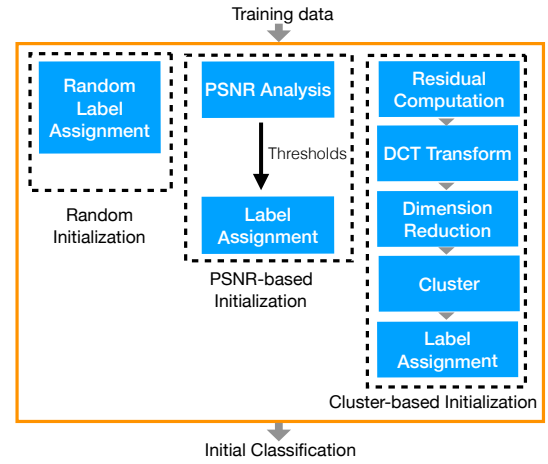 Training data
Random
Label
Assignment
Random
Initialization
PSNR Analysis
Thresholds
Label
Assignment
PSNR-based
Initialization
Residual
Computation
DCT Transform
Dimension
Reduction
Cluster
Label
Assignment
Cluster-based Initialization
Initial Classification